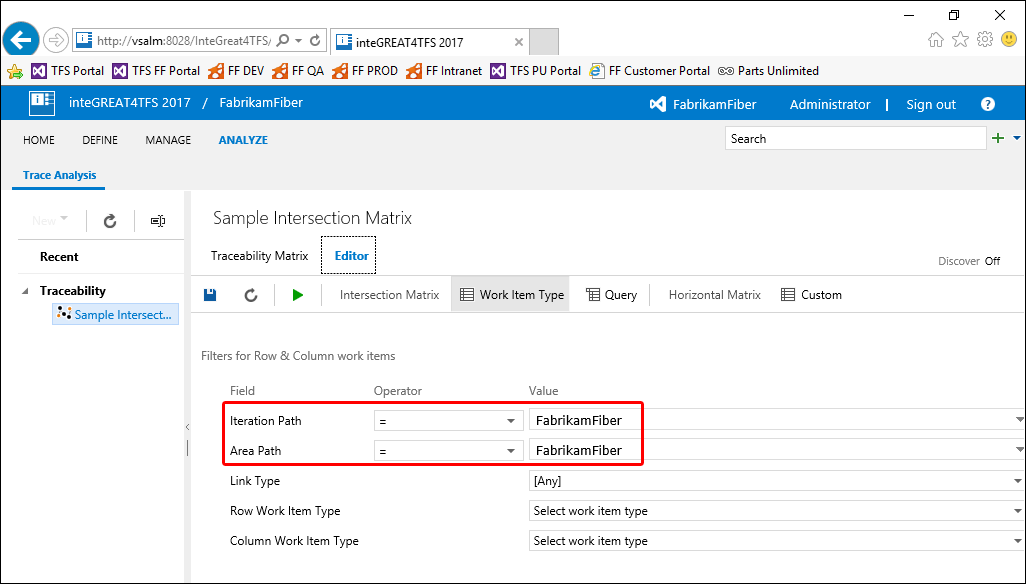 http://vsalm:8028/InteGreat4TFS/
inteGREAT4TFS 2017
TFS Portal TFS FF Portal FF DEV FF QA FF PROD FF Intranet TFS PU Portal FF Customer Portal Parts Unlimited
inteGREAT4TFS 2017 / FabrikamFiber FabrikamFiber Administrator | Sign out ?
HOME DEFINE MANAGE ANALYZE Search
Trace Analysis
New Sample Intersection Matrix
Recent Traceability Matrix Editor Discover Off
Traceability Intersection Matrix Work Item Type Query Horizontal Matrix Custom
Sample Intersect...
Filters for Row & Column work items
Field Operator Value
Iteration Path = FabrikamFiber
Area Path = FabrikamFiber
Link Type [Any]
Row Work Item Type Select work item type
Column Work Item Type Select work item type